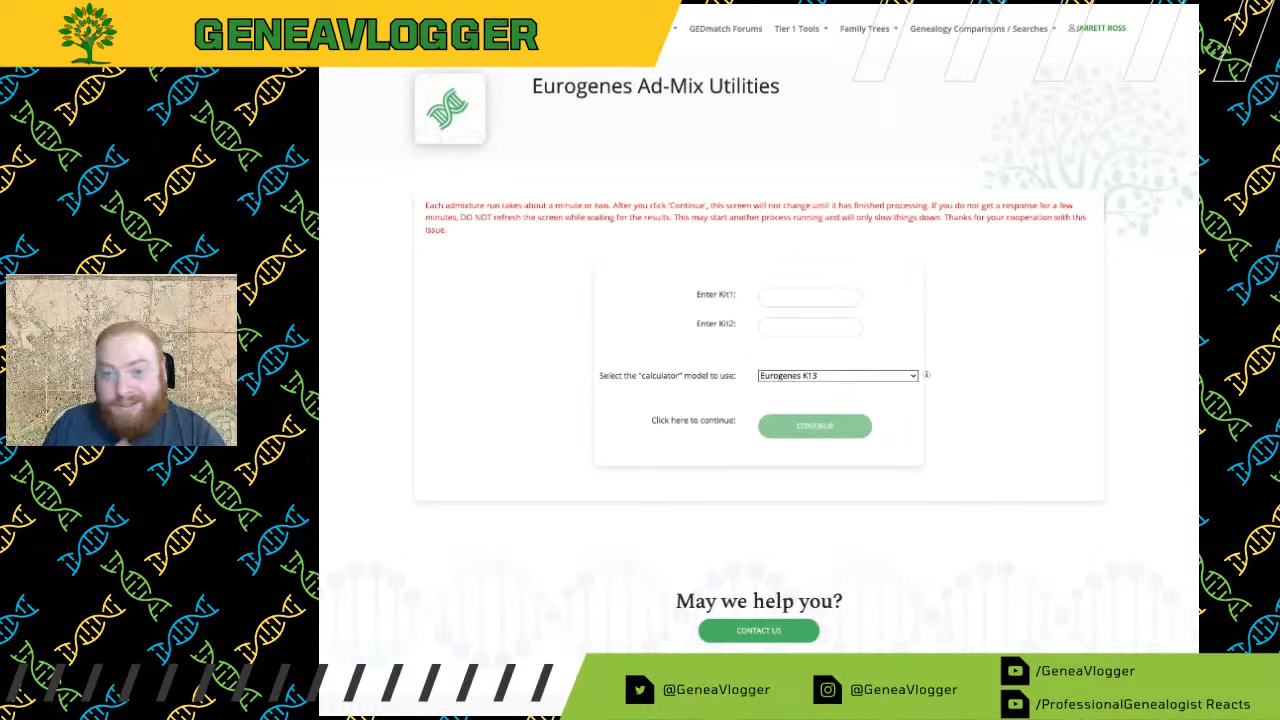 GENEAVLOGGER
GEDmatch Forums Tier 1 Tools Family Trees Genealogy Comparisons / Searches JARRETT ROSS
Eurogenes Ad-Mix Utilities
Each admixture run takes about a minute or two. After you click 'Continue', this screen will not change until it has finished processing. If you do not get a response for a few
minutes, DO NOT refresh the screen while waiting for the results. This may start another process running and will only slow things down. Thanks for your cooperation with this
issue.
Enter Kit1:
Enter Kit2:
Select the "calculator" model to use: Eurogenes K13
Click here to continue: CONTINUE
May we help you?
CONTACT US
@GeneaVlogger @GeneaVlogger /GeneaVlogger
/ProfessionalGenealogist Reacts